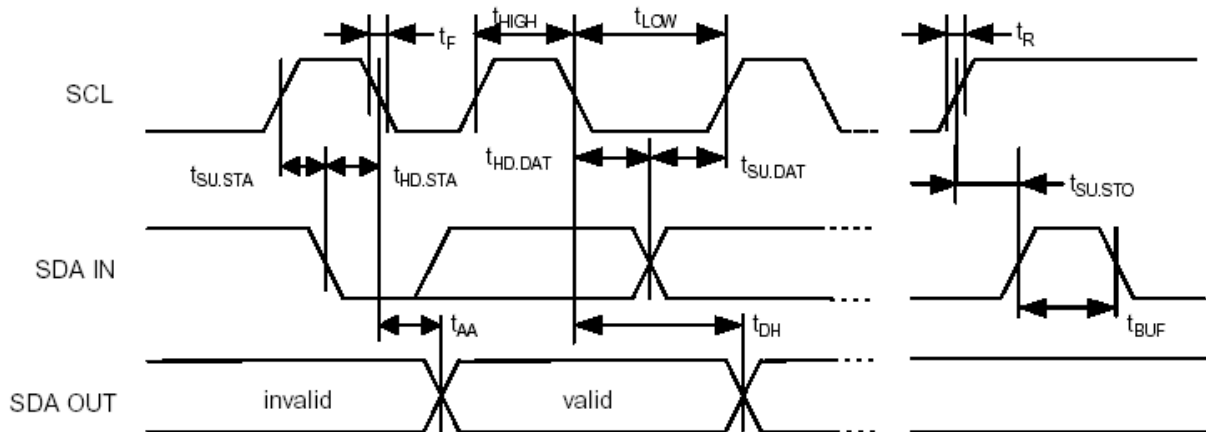 tHIGH
tLOW
tF
tR
SCL
tSU.STA
tHD.STA
tHD.DAT
tSU.DAT
tSU.STO
SDA IN
tAA
tDH
tBUF
SDA OUT
invalid
valid